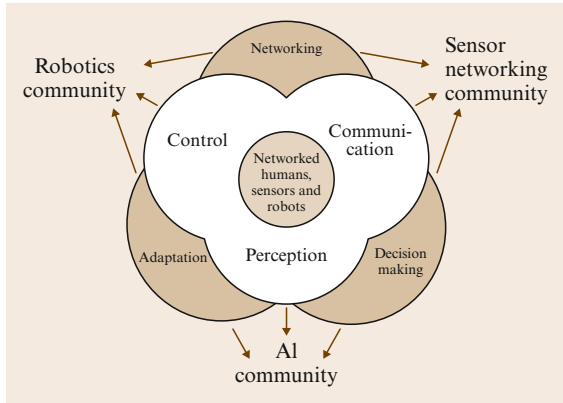 Networking
Robotics
community
Sensor
networking
community
Control
Communi-
cation
Networked
humans,
sensors and
robots
Adaptation
Perception
Decision
making
AI
community